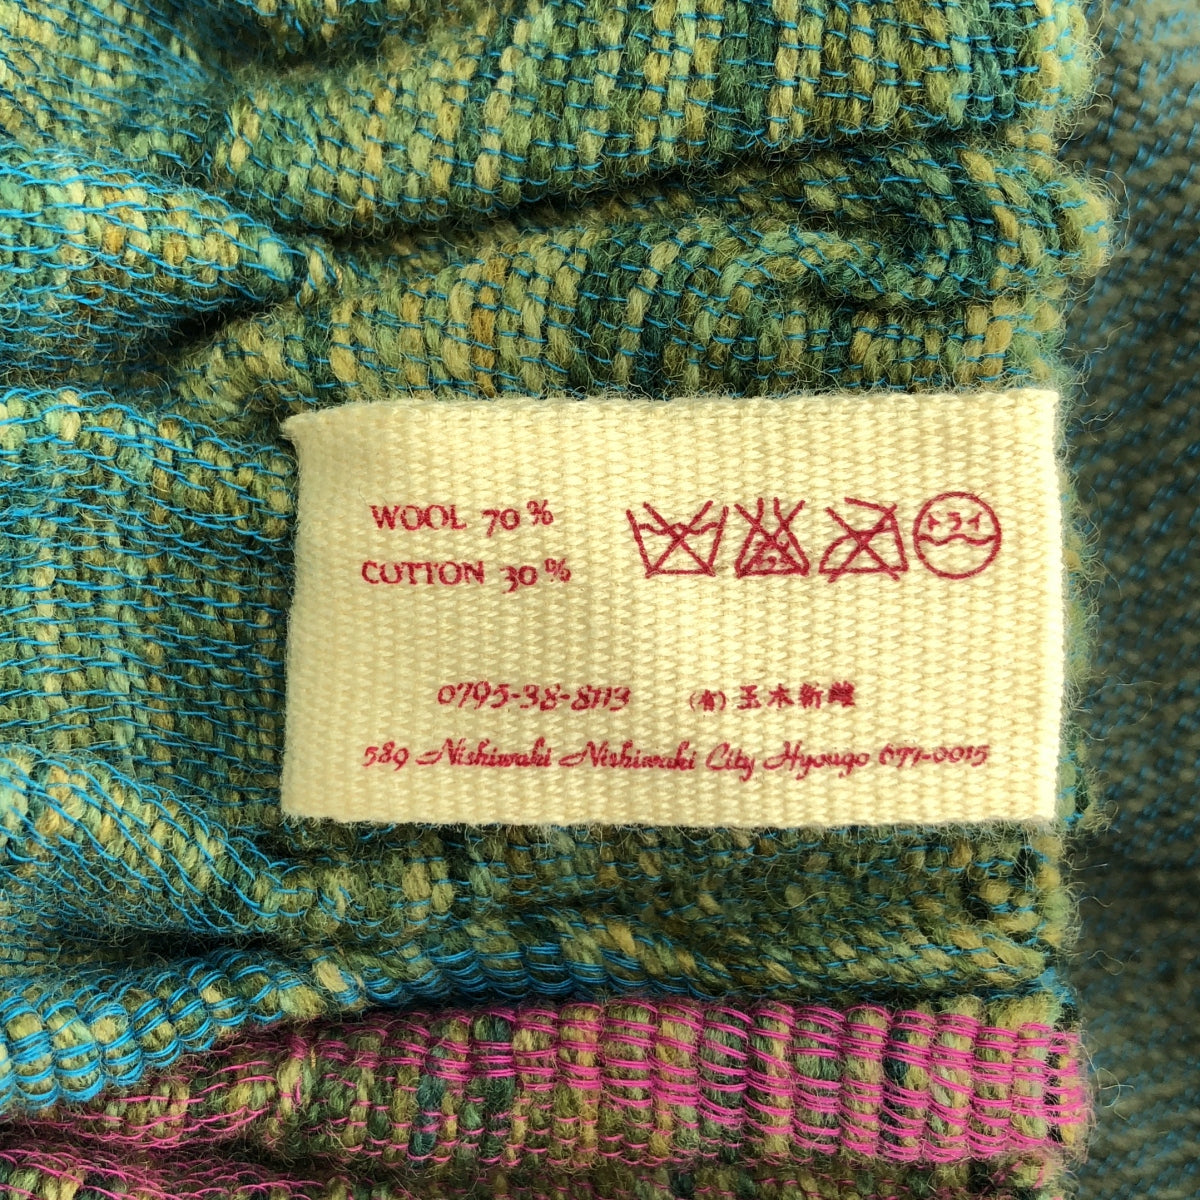 WOOL 70%
COTTON 30%
ドライ
0795-38-8113 (有)玉木新雌
589 Nishiwaki Nishiwaki City Hyougo 677-0015